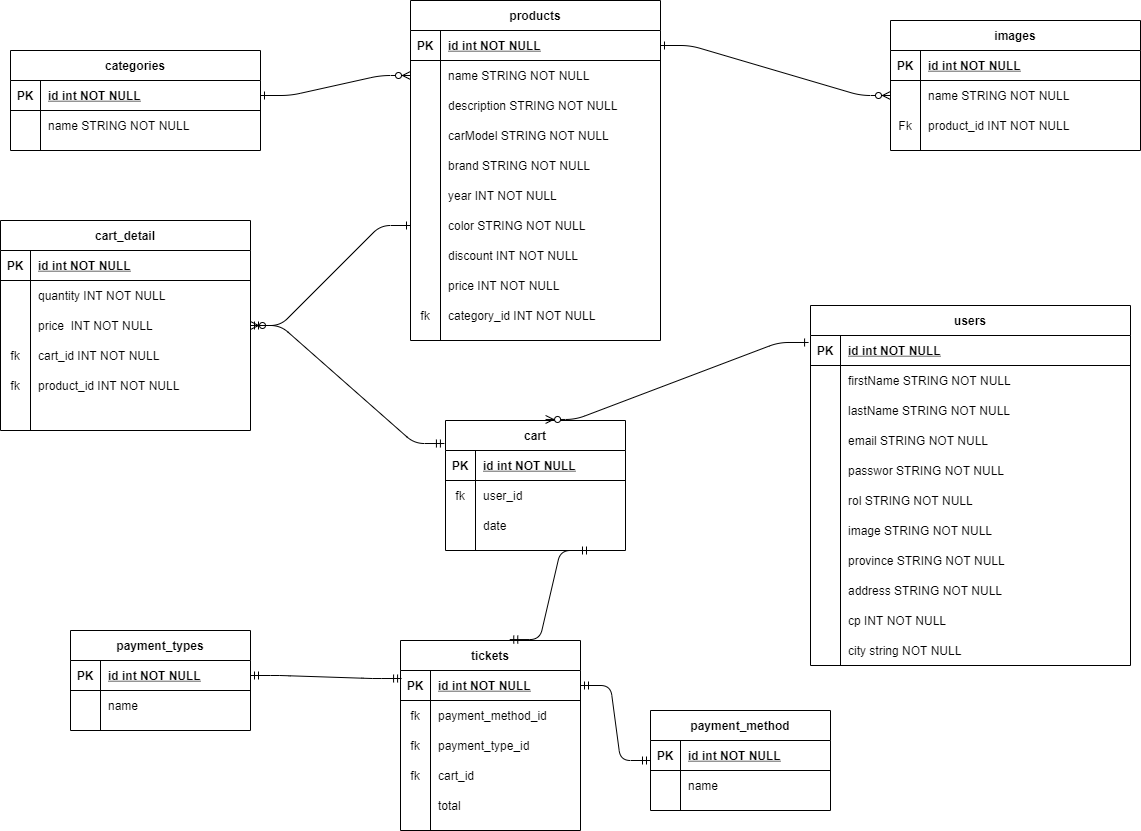 products
PK id int NOT NULL
name STRING NOT NULL
description STRING NOT NULL
carModel STRING NOT NULL
brand STRING NOT NULL
year INT NOT NULL
color STRING NOT NULL
discount INT NOT NULL
price INT NOT NULL
fk category_id INT NOT NULL
images
PK id int NOT NULL
name STRING NOT NULL
Fk product_id INT NOT NULL
categories
PK id int NOT NULL
name STRING NOT NULL
cart_detail
PK id int NOT NULL
quantity INT NOT NULL
price INT NOT NULL
fk cart_id INT NOT NULL
fk product_id INT NOT NULL
users
PK id int NOT NULL
firstName STRING NOT NULL
lastName STRING NOT NULL
email STRING NOT NULL
passwor STRING NOT NULL
rol STRING NOT NULL
image STRING NOT NULL
province STRING NOT NULL
address STRING NOT NULL
cp INT NOT NULL
city string NOT NULL
cart
PK id int NOT NULL
fk user_id
date
payment_types
PK id int NOT NULL
name
tickets
PK id int NOT NULL
fk payment_method_id
fk payment_type_id
fk cart_id
total
payment_method
PK id int NOT NULL
name